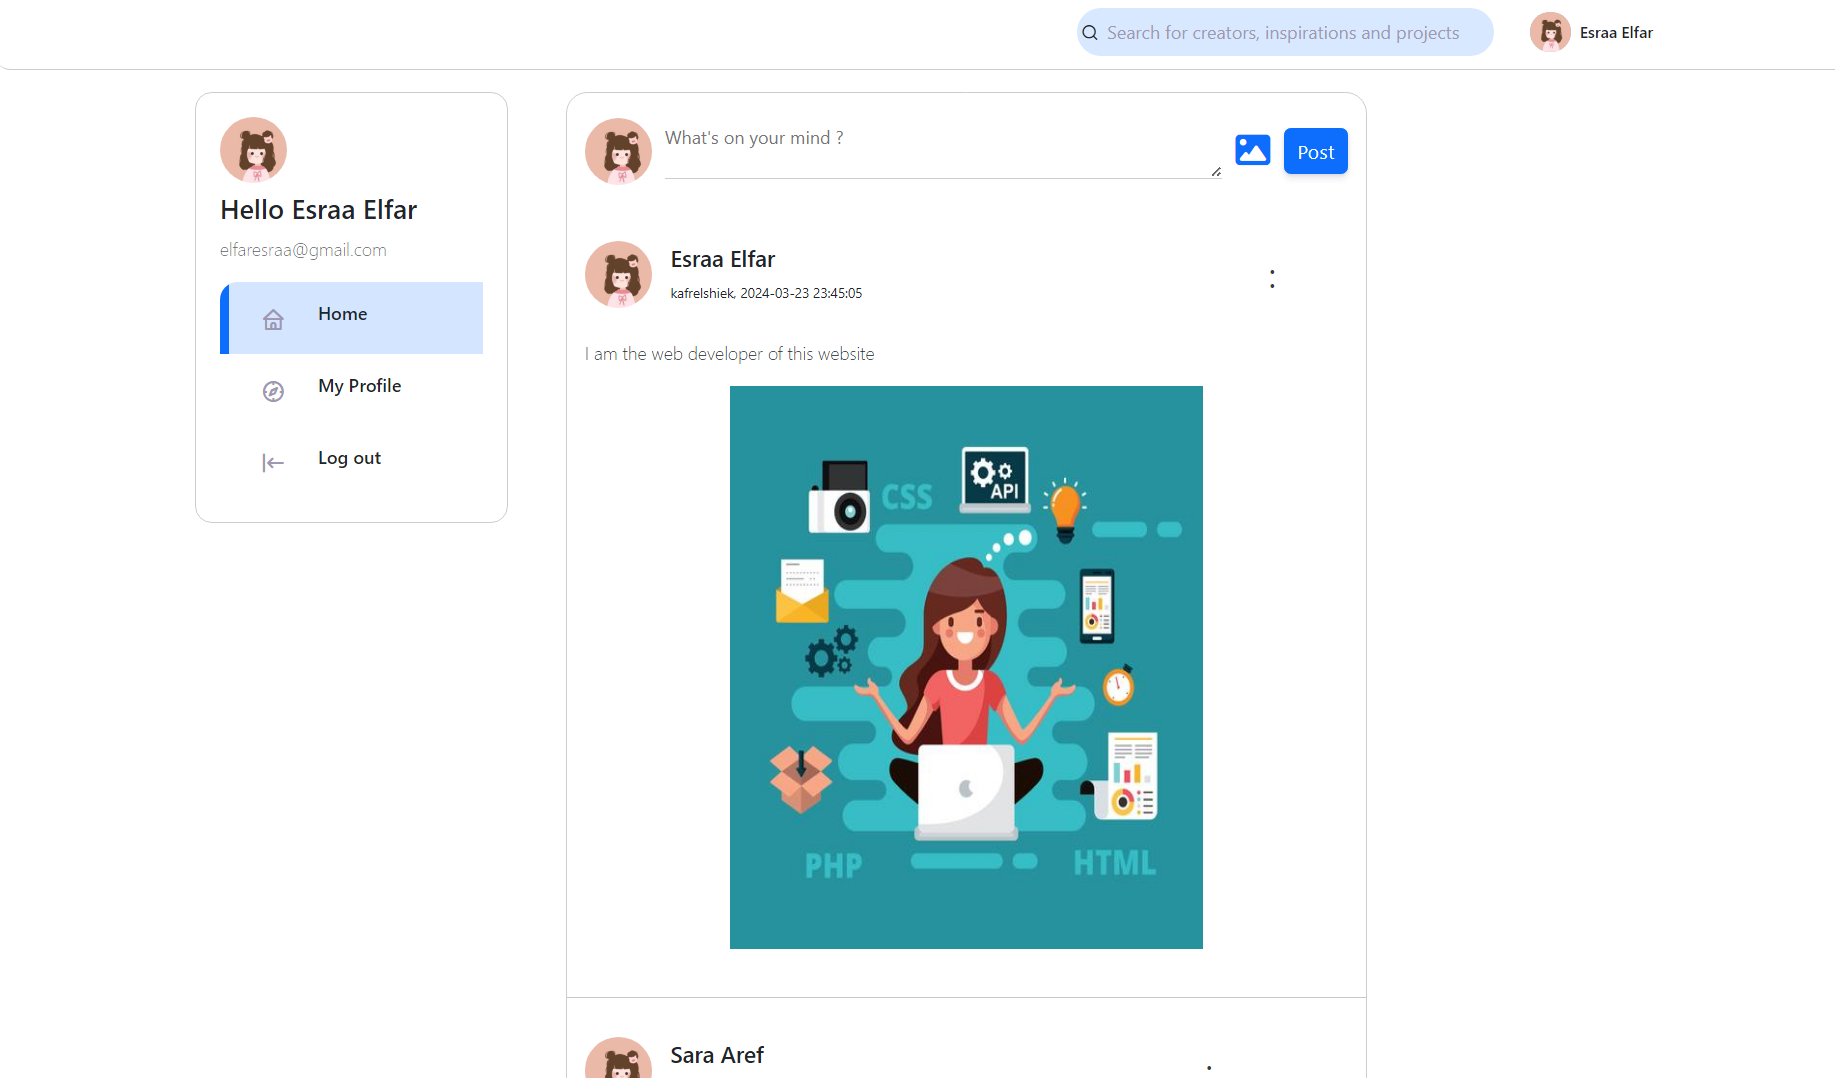 Search for creators, inspirations and projects
Esraa Elfar
Hello Esraa Elfar
elfaresraa@gmail.com
Home
My Profile
Log out
What's on your mind ?
Post
Esraa Elfar
kafrelshiek, 2024-03-23 23:45:05
I am the web developer of this website
CSS
API
PHP
HTML
Sara Aref